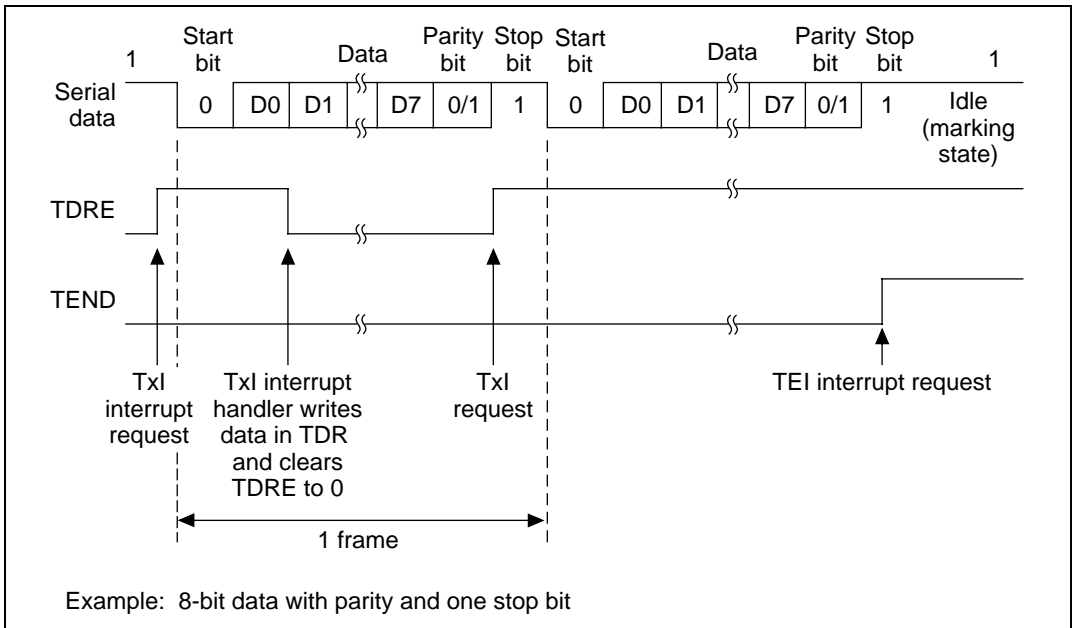 1 Start bit Data Parity bit Stop bit Start bit Data Parity bit Stop bit 1
Serial data 0 D0 D1 D7 0/1 1 0 D0 D1 D7 0/1 1 Idle (marking state)
TDRE
TEND
TxI interrupt request
TxI interrupt handler writes data in TDR and clears TDRE to 0
TxI request
TEI interrupt request
1 frame
Example: 8-bit data with parity and one stop bit